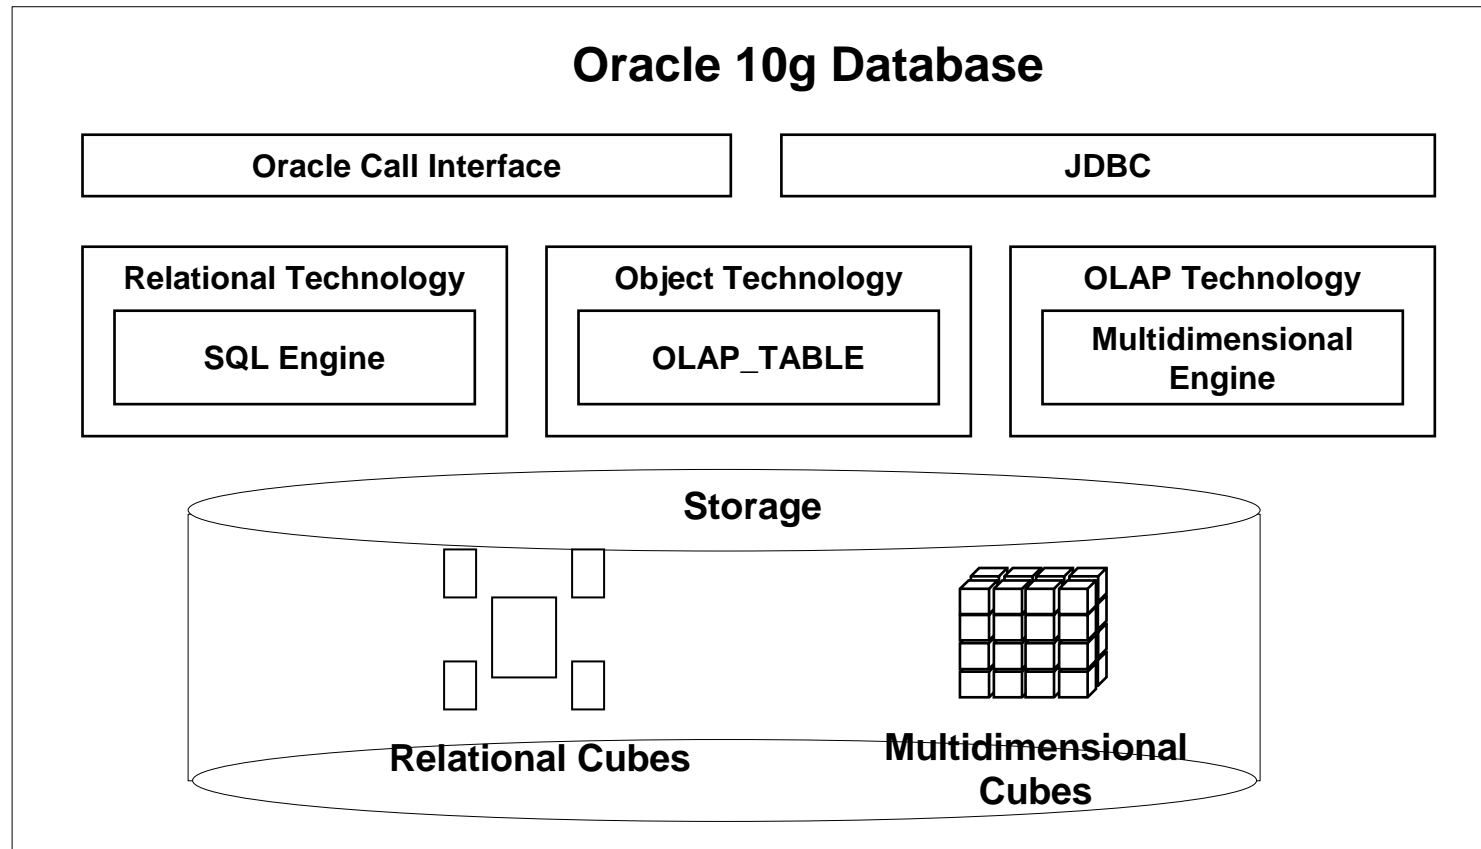 Oracle 10g Database
Oracle Call Interface
JDBC
Relational Technology
SQL Engine
Object Technology
OLAP_TABLE
OLAP Technology
Multidimensional
Engine
Storage
Relational Cubes
Multidimensional
Cubes